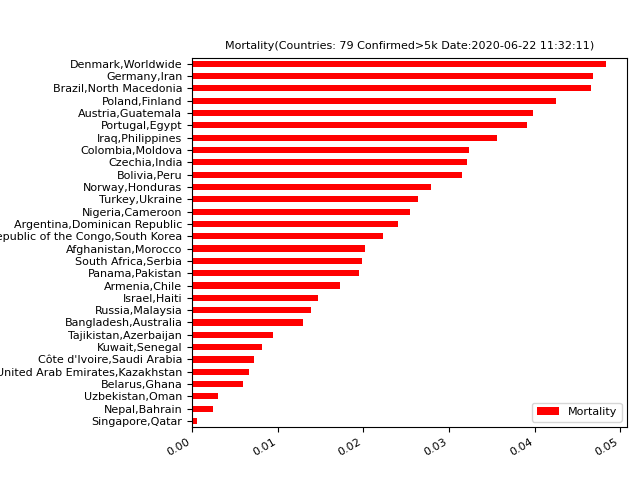 Mortality(Countries: 79 Confirmed>5k Date:2020-06-22 11:32:11)
Denmark,Worldwide
Germany,Iran
Brazil,North Macedonia
Poland,Finland
Austria,Guatemala
Portugal,Egypt
Iraq,Philippines
Colombia,Moldova
Czechia,India
Bolivia,Peru
Norway,Honduras
Turkey,Ukraine
Nigeria,Cameroon
Argentina,Dominican Republic
of the Congo,South Korea
Afghanistan,Morocco
South Africa,Serbia
Panama,Pakistan
Armenia,Chile
Israel,Haiti
Russia,Malaysia
Bangladesh,Australia
Tajikistan,Azerbaijan
Kuwait,Senegal
Côte d'Ivoire,Saudi Arabia
United Arab Emirates,Kazakhstan
Belarus,Ghana
Uzbekistan,Oman
Nepal,Bahrain
Singapore,Qatar
Mortality
0.00 0.01 0.02 0.03 0.04 0.05